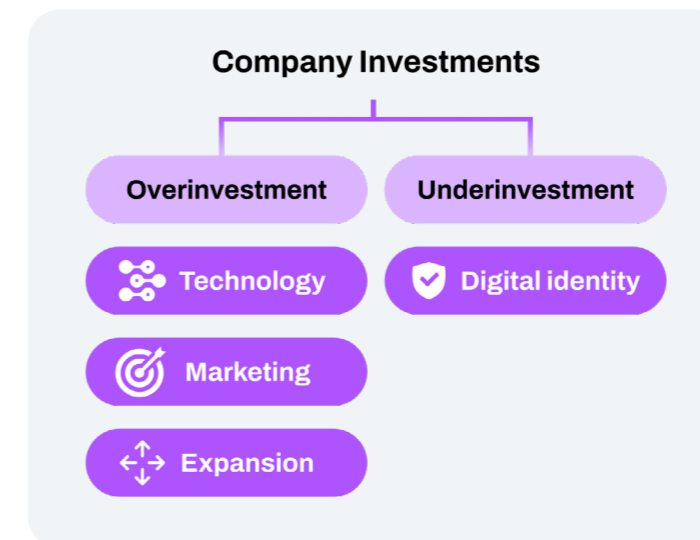 Company Investments
Overinvestment
Technology
Marketing
Expansion
Underinvestment
Digital identity